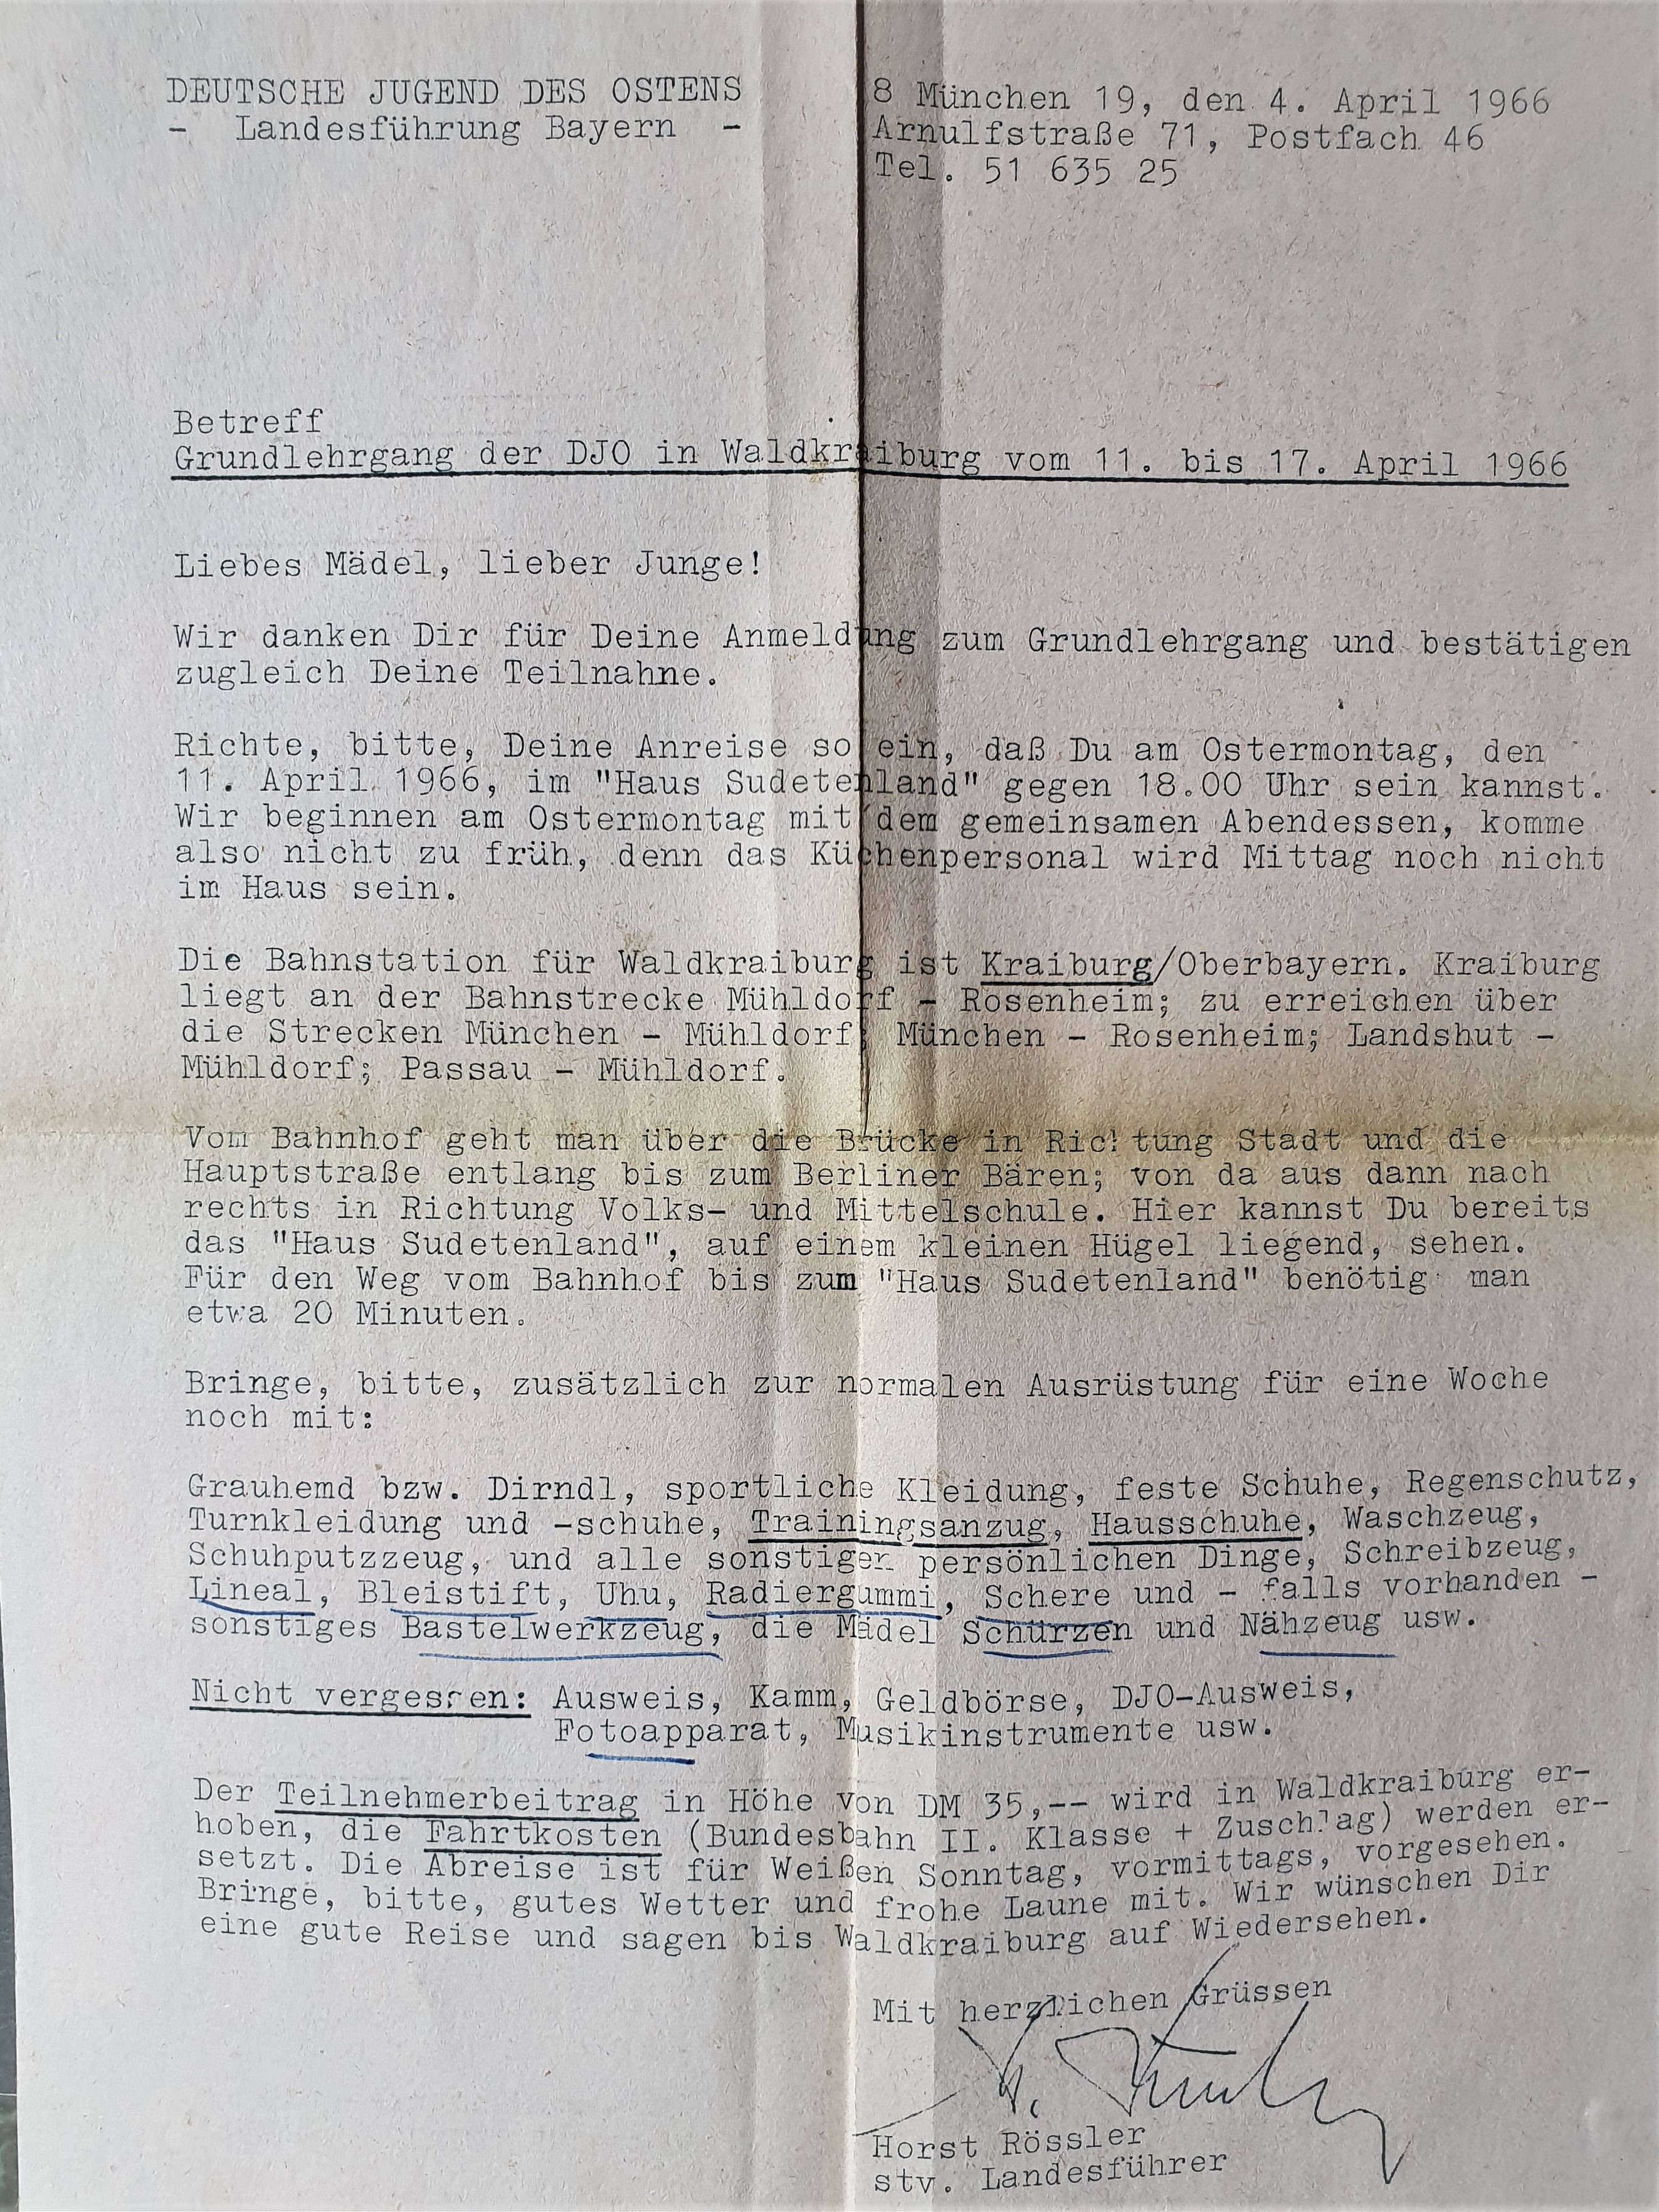 DEUTSCHE JUGEND DES OSTENS
- Landesführung Bayern -
8 München 19, den 4. April 1966
Arnulfstraße 71, Postfach 46
Tel. 51 635 25
Betreff
Grundlehrgang der DJO in Waldkraiburg vom 11. bis 17. April 1966
Liebes Mädel, lieber Junge!
Wir danken Dir für Deine Anmeldung zum Grundlehrgang und bestätigen
zugleich Deine Teilnahne.
Richte, bitte, Deine Anreise so ein, daß Du am Ostermontag, den
11. April 1966, im "Haus Sudetenland" gegen 18.00 Uhr sein kannst.
Wir beginnen am Ostermontag mit dem gemeinsamen Abendessen, komme
also nicht zu früh, denn das Küchenpersonal wird Mittag noch nicht
im Haus sein.
Die Bahnstation für Waldkraiburg ist Kraiburg/Oberbayern. Kraiburg
liegt an der Bahnstrecke Mühldorf - Rosenheim; zu erreichen über
die Strecken München - Mühldorf; München - Rosenheim; Landshut -
Mühldorf; Passau - Mühldorf.
Vom Bahnhof geht man über die Brücke in Richtung Stadt und die
Hauptstraße entlang bis zum Berliner Bären; von da aus dann nach
rechts in Richtung Volks- und Mittelschule. Hier kannst Du bereits
das "Haus Sudetenland", auf einem kleinen Hügel liegend, sehen.
Für den Weg vom Bahnhof bis zum "Haus Sudetenland" benötig man
etwa 20 Minuten.
Bringe, bitte, zusätzlich zur normalen Ausrüstung für eine Woche
noch mit:
Grauhemd bzw. Dirndl, sportliche Kleidung, feste Schuhe, Regenschutz,
Turnkleidung und -schuhe, Trainingsanzug, Hausschuhe, Waschzeug,
Schuhputzzeug, und alle sonstigen persönlichen Dinge, Schreibzeug,
Lineal, Bleistift, Uhu, Radiergummi, Schere und - falls vorhanden -
sonstiges Bastelwerkzeug, die Mädel Schürzen und Nähzeug usw.
Nicht vergessen: Ausweis, Kamm, Geldbörse, DJO-Ausweis,
Fotoapparat, Musikinstrumente usw.
Der Teilnehmerbeitrag in Höhe von DM 35,-- wird in Waldkraiburg er-
hoben, die Fahrtkosten (Bundesbahn II. Klasse + Zuschlag) werden er-
setzt. Die Abreise ist für Weißen Sonntag, vormittags, vorgesehen.
Bringe, bitte, gutes Wetter und frohe Laune mit. Wir wünschen Dir
eine gute Reise und sagen bis Waldkraiburg auf Wiedersehen.
Mit herzlichen Grüssen
Horst Rössler
stv. Landesführer